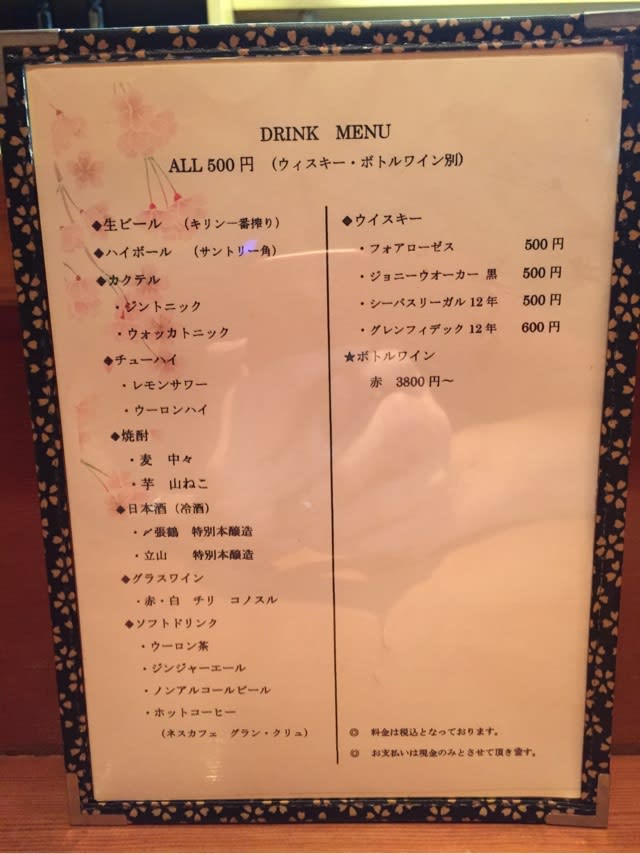 DRINK MENU
ALL 500円 （ウィスキー・ボトルワイン別）
◆生ビール （キリン一番搾り）
◆ハイボール （サントリー角）
◆カクテル
・ジントニック
・ウォッカトニック
◆チューハイ
・レモンサワー
・ウーロンハイ
◆焼酎
・麦 中々
・芋 山ねこ
◆日本酒（冷酒）
・〆張鶴 特別本醸造
・立山 特別本醸造
◆グラスワイン
・赤・白 チリ コノスル
◆ソフトドリンク
・ウーロン茶
・ジンジャーエール
・ノンアルコールビール
・ホットコーヒー
（ネスカフェ グラン・クリュ）
◆ウイスキー
・フォアローゼス 500円
・ジョニーウオーカー 黒 500円
・シーバスリーガル12年 500円
・グレンフィデック12年 600円
★ボトルワイン
赤 3800円～
◎ 料金は税込となっております。
◎ お支払いは現金のみとさせて頂き雷す。